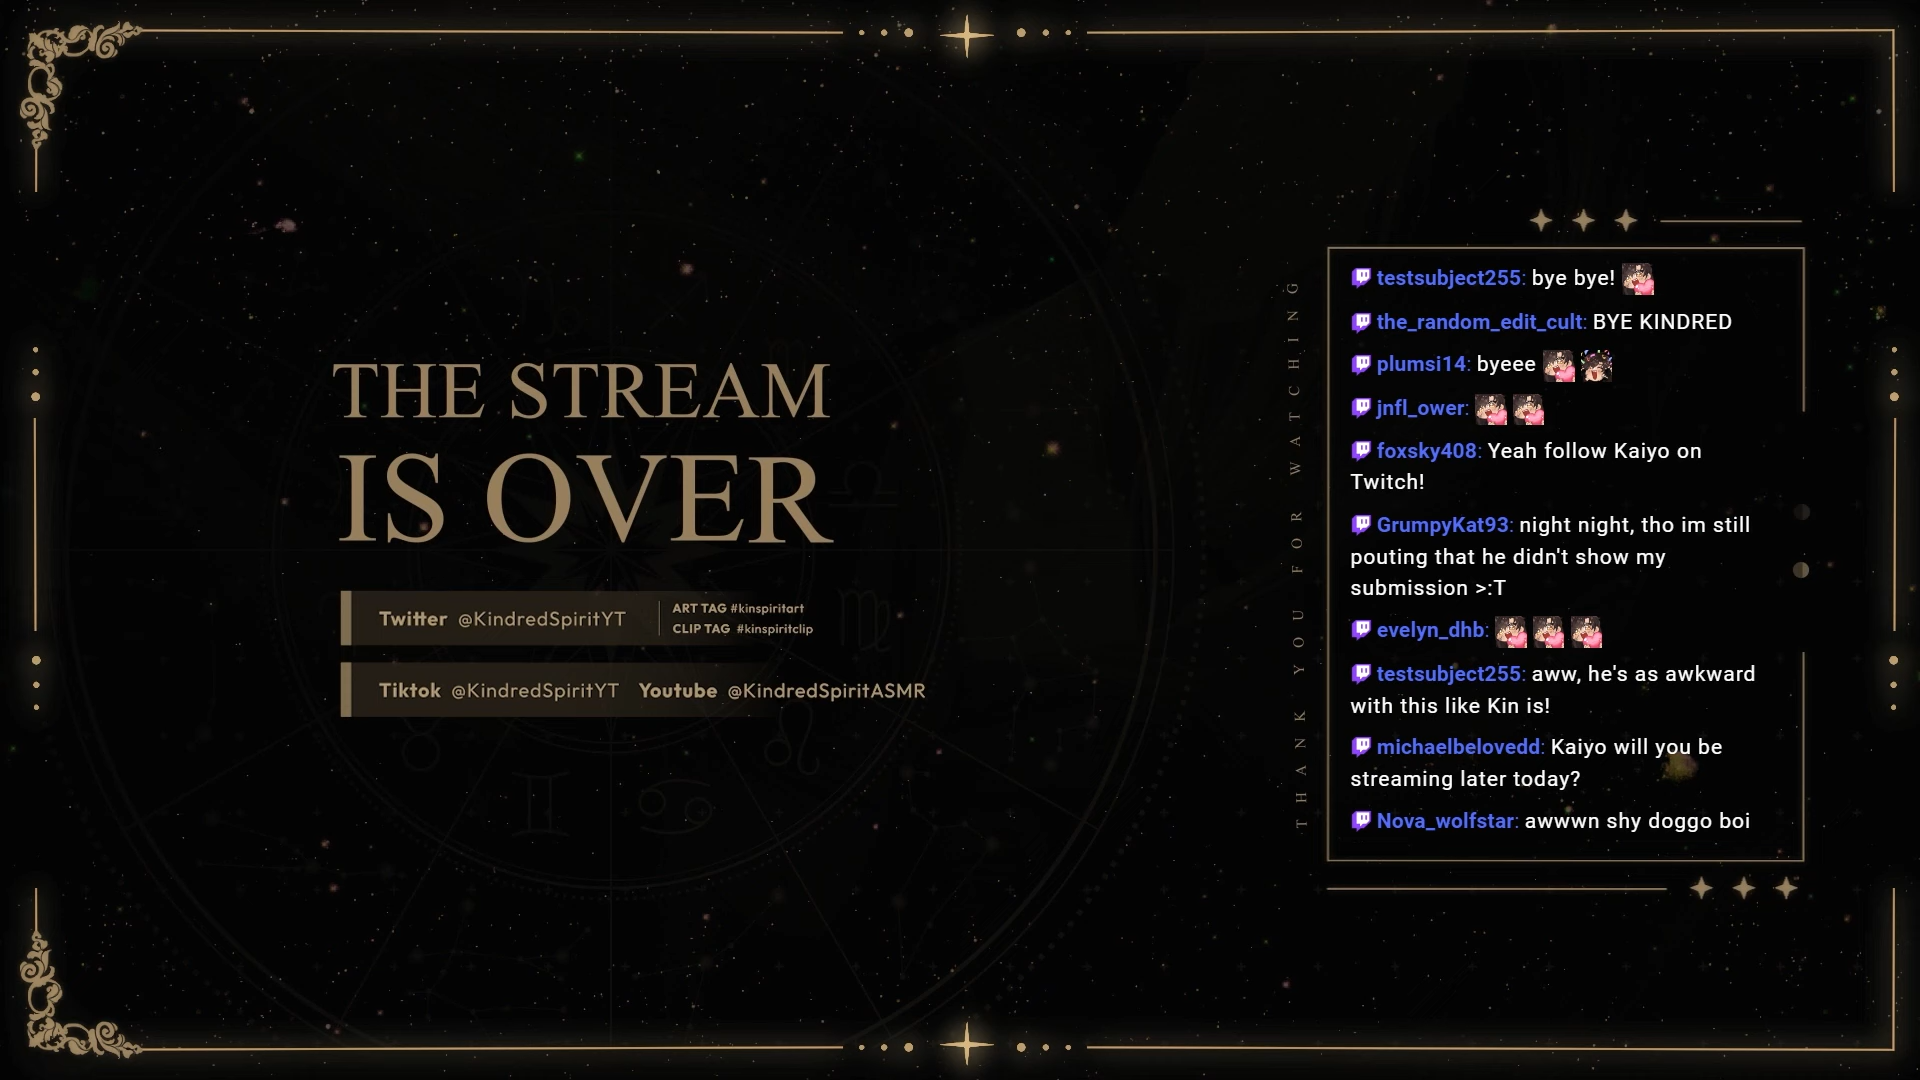 THE STREAM
IS OVER
Twitter @KindredSpiritYT
ART TAG #kinspiritart
CLIP TAG #kinspiritclip
Tiktok @KindredSpiritYT Youtube @KindredSpiritASMR
THANK YOU FOR WATCHING
testsubject255: bye bye!
the_random_edit_cult: BYE KINDRED
plumsi14: byeee
jnfl_ower:
foxsky408: Yeah follow Kaiyo on
Twitch!
GrumpyKat93: night night, tho im still
pouting that he didn't show my
submission >:T
evelyn_dhb:
testsubject255: aww, he's as awkward
with this like Kin is!
michaelbelovedd: Kaiyo will you be
streaming later today?
Nova_wolfstar: awwwn shy doggo boi